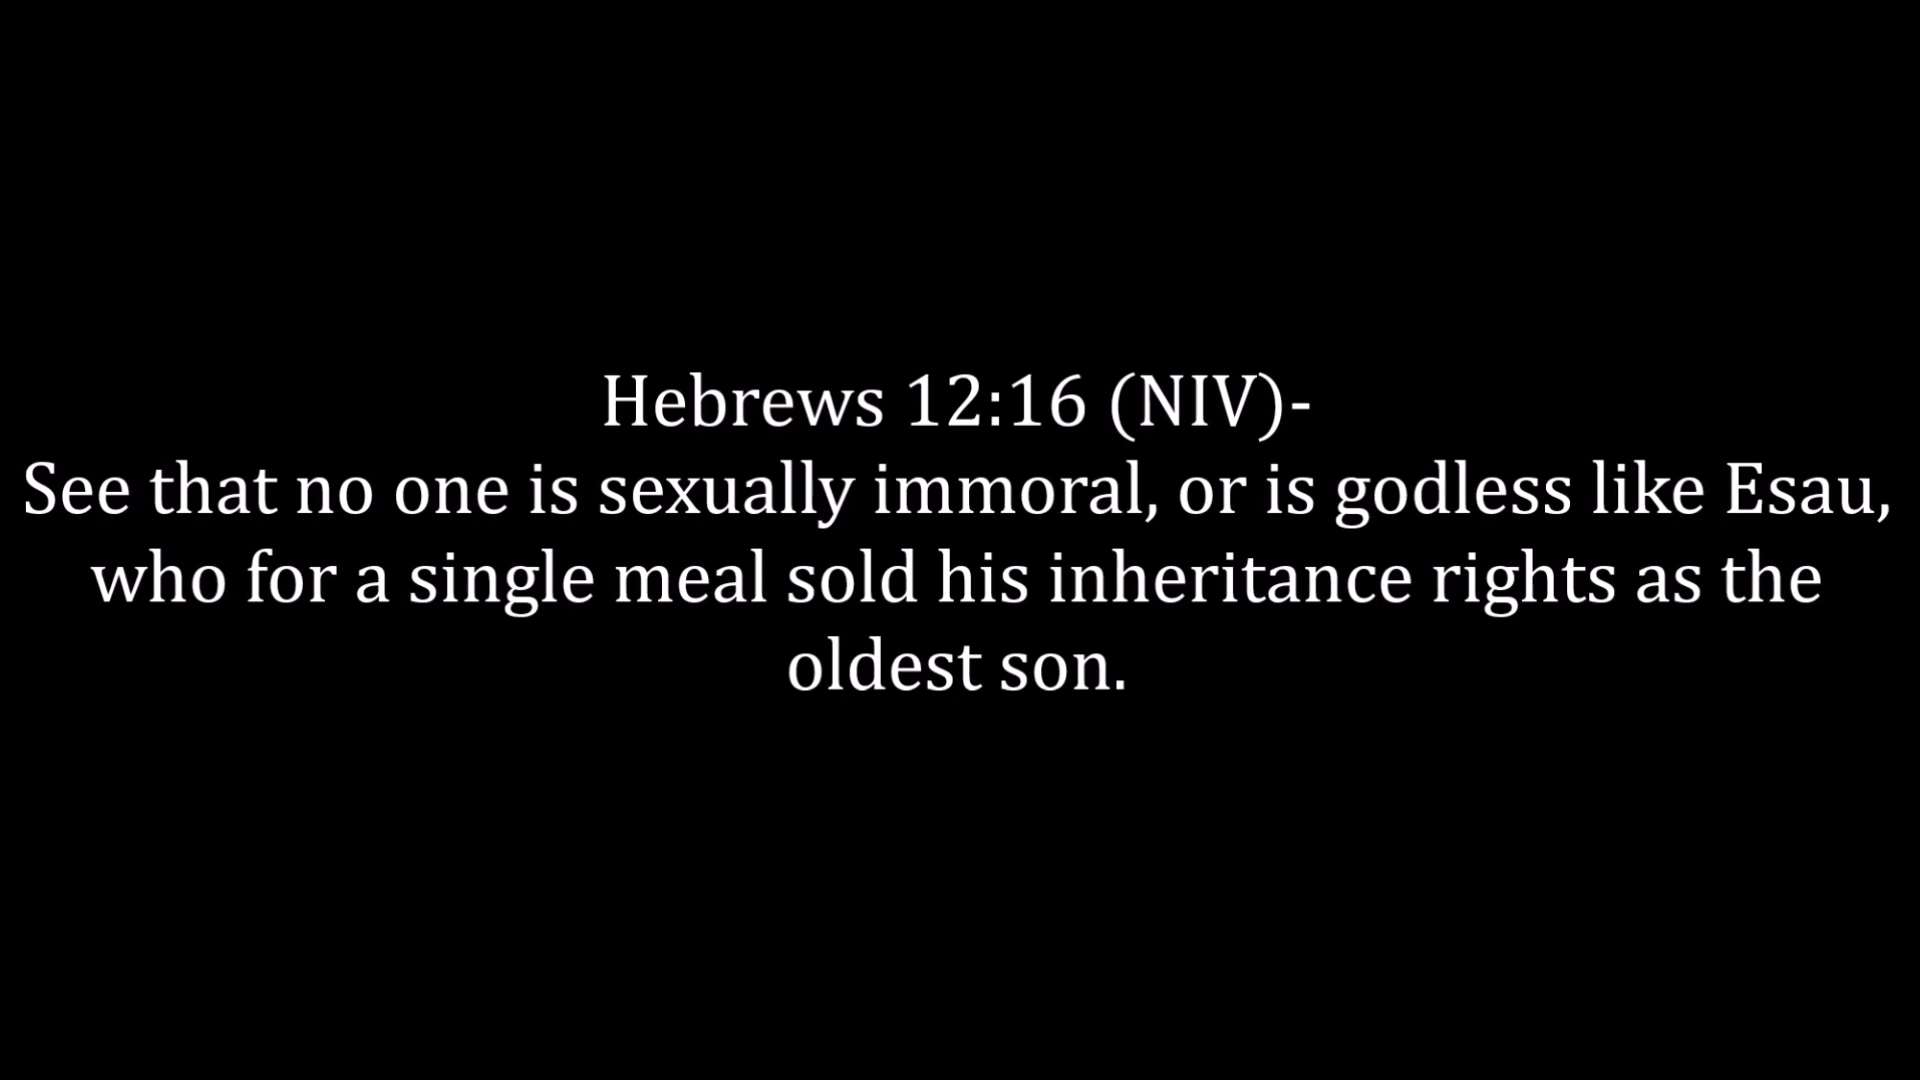 Hebrews 12:16 (NIV)-
See that no one is sexually immoral, or is godless like Esau,
who for a single meal sold his inheritance rights as the
oldest son.